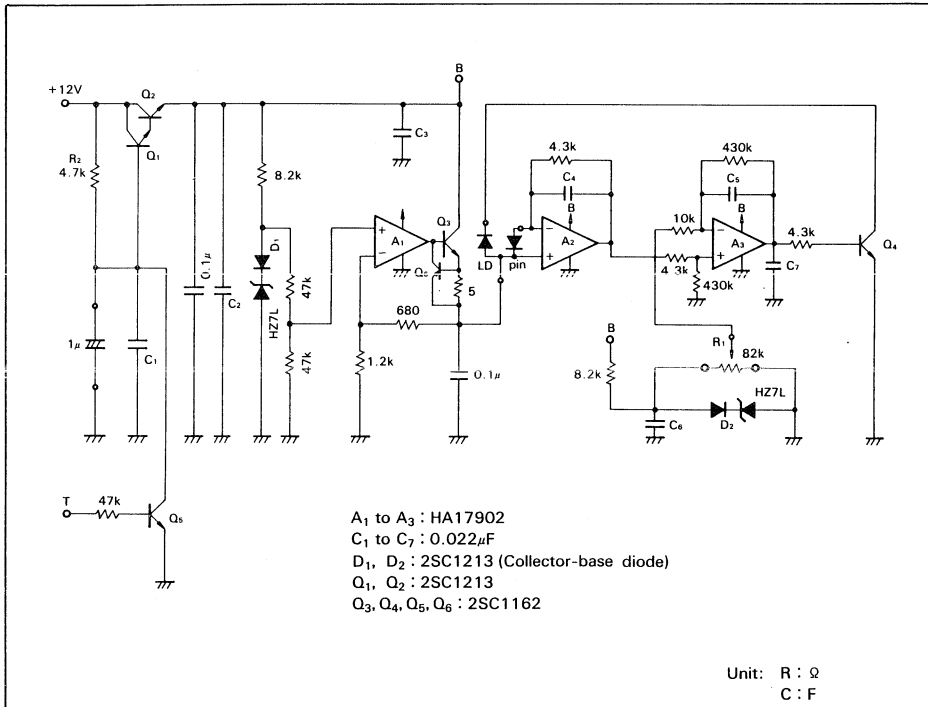 B
+12V
Q₂
Q₁
R₂
4.7k
8.2k
C₃
4.3k
C₄
430k
C₅
B
B
10k
A₁
Q₃
A₂
A₃
4.3k
Q₄
D₁
Q₆
LD
pin
4.3k
430k
C₇
0.1μ
C₂
47k
5
HZ7L
680
B
R₁
1μ
C₁
47k
1.2k
0.1μ
8.2k
82k
HZ7L
C₆
D₂
T
47k
Q₅
A₁ to A₃ : HA17902
C₁ to C₇ : 0.022μF
D₁, D₂ : 2SC1213 (Collector-base diode)
Q₁, Q₂ : 2SC1213
Q₃, Q₄, Q₅, Q₆ : 2SC1162
Unit: R : Ω
C : F